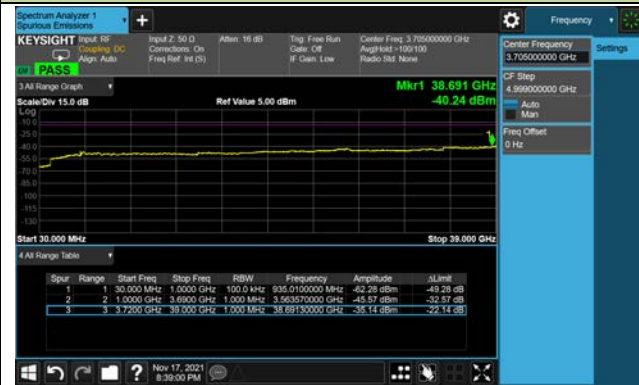 Spectrum Analyzer 1
Spurious Emissions
Frequency
KEYSIGHT Input: RF
Coupling: DC
Align: Auto
Input Z: 50 Ω
Corrections: On
Freq Ref: Int (S)
Atten: 16 dB
Trig: Free Run
Gate: Off
IF Gain: Low
Center Freq: 3.705000000 GHz
Avg|Hold:>100/100
Radio Std: None
PASS
Center Frequency
3.705000000 GHz
Settings
CF Step
4.999000000 GHz
Auto
Man
Freq Offset
0 Hz
3 All Range Graph
Mkr1 38.691 GHz
-40.24 dBm
Scale/Div 15.0 dB
Ref Value 5.00 dBm
Log
-10.0
-25.0
-40.0
-55.0
-70.0
-85.0
-100
-115
-130
1
Start 30.000 MHz
Stop 39.000 GHz
4 All Range Table
Spur Range Start Freq Stop Freq RBW Frequency Amplitude ΔLimit
1 1 30.000 MHz 1.0000 GHz 100.0 kHz 935.0100000 MHz -62.28 dBm -49.28 dB
2 2 1.0000 GHz 3.6900 GHz 1.000 MHz 3.563570000 GHz -45.57 dBm -32.57 dB
3 3 3.7200 GHz 39.000 GHz 1.000 MHz 38.69130000 GHz -35.14 dBm -22.14 dB
Nov 17, 2021
8:39:00 PM